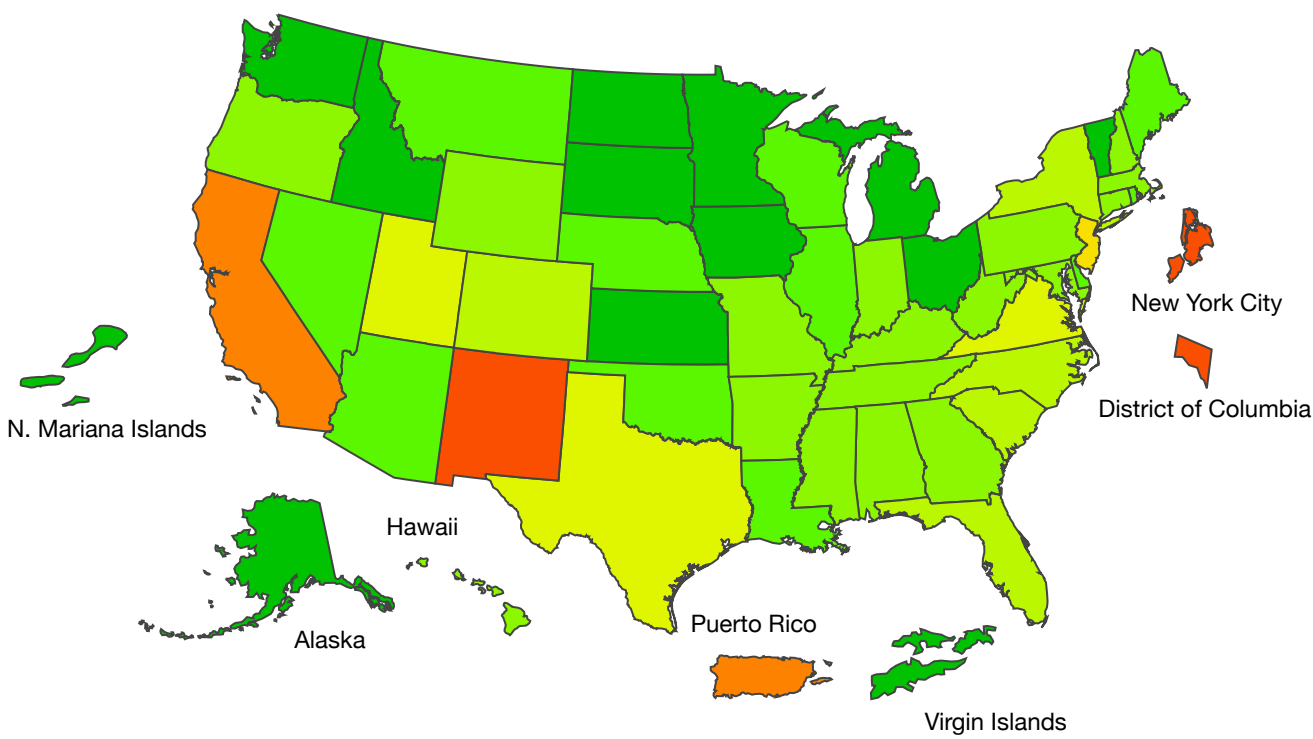 New York City
District of Columbia
N. Mariana Islands
Hawaii
Alaska
Puerto Rico
Virgin Islands